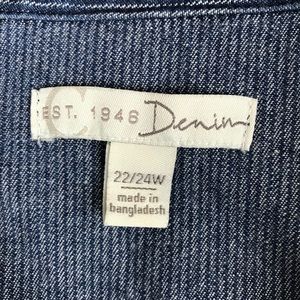 C
EST. 1946 Denim
22/24W
made in
bangladesh